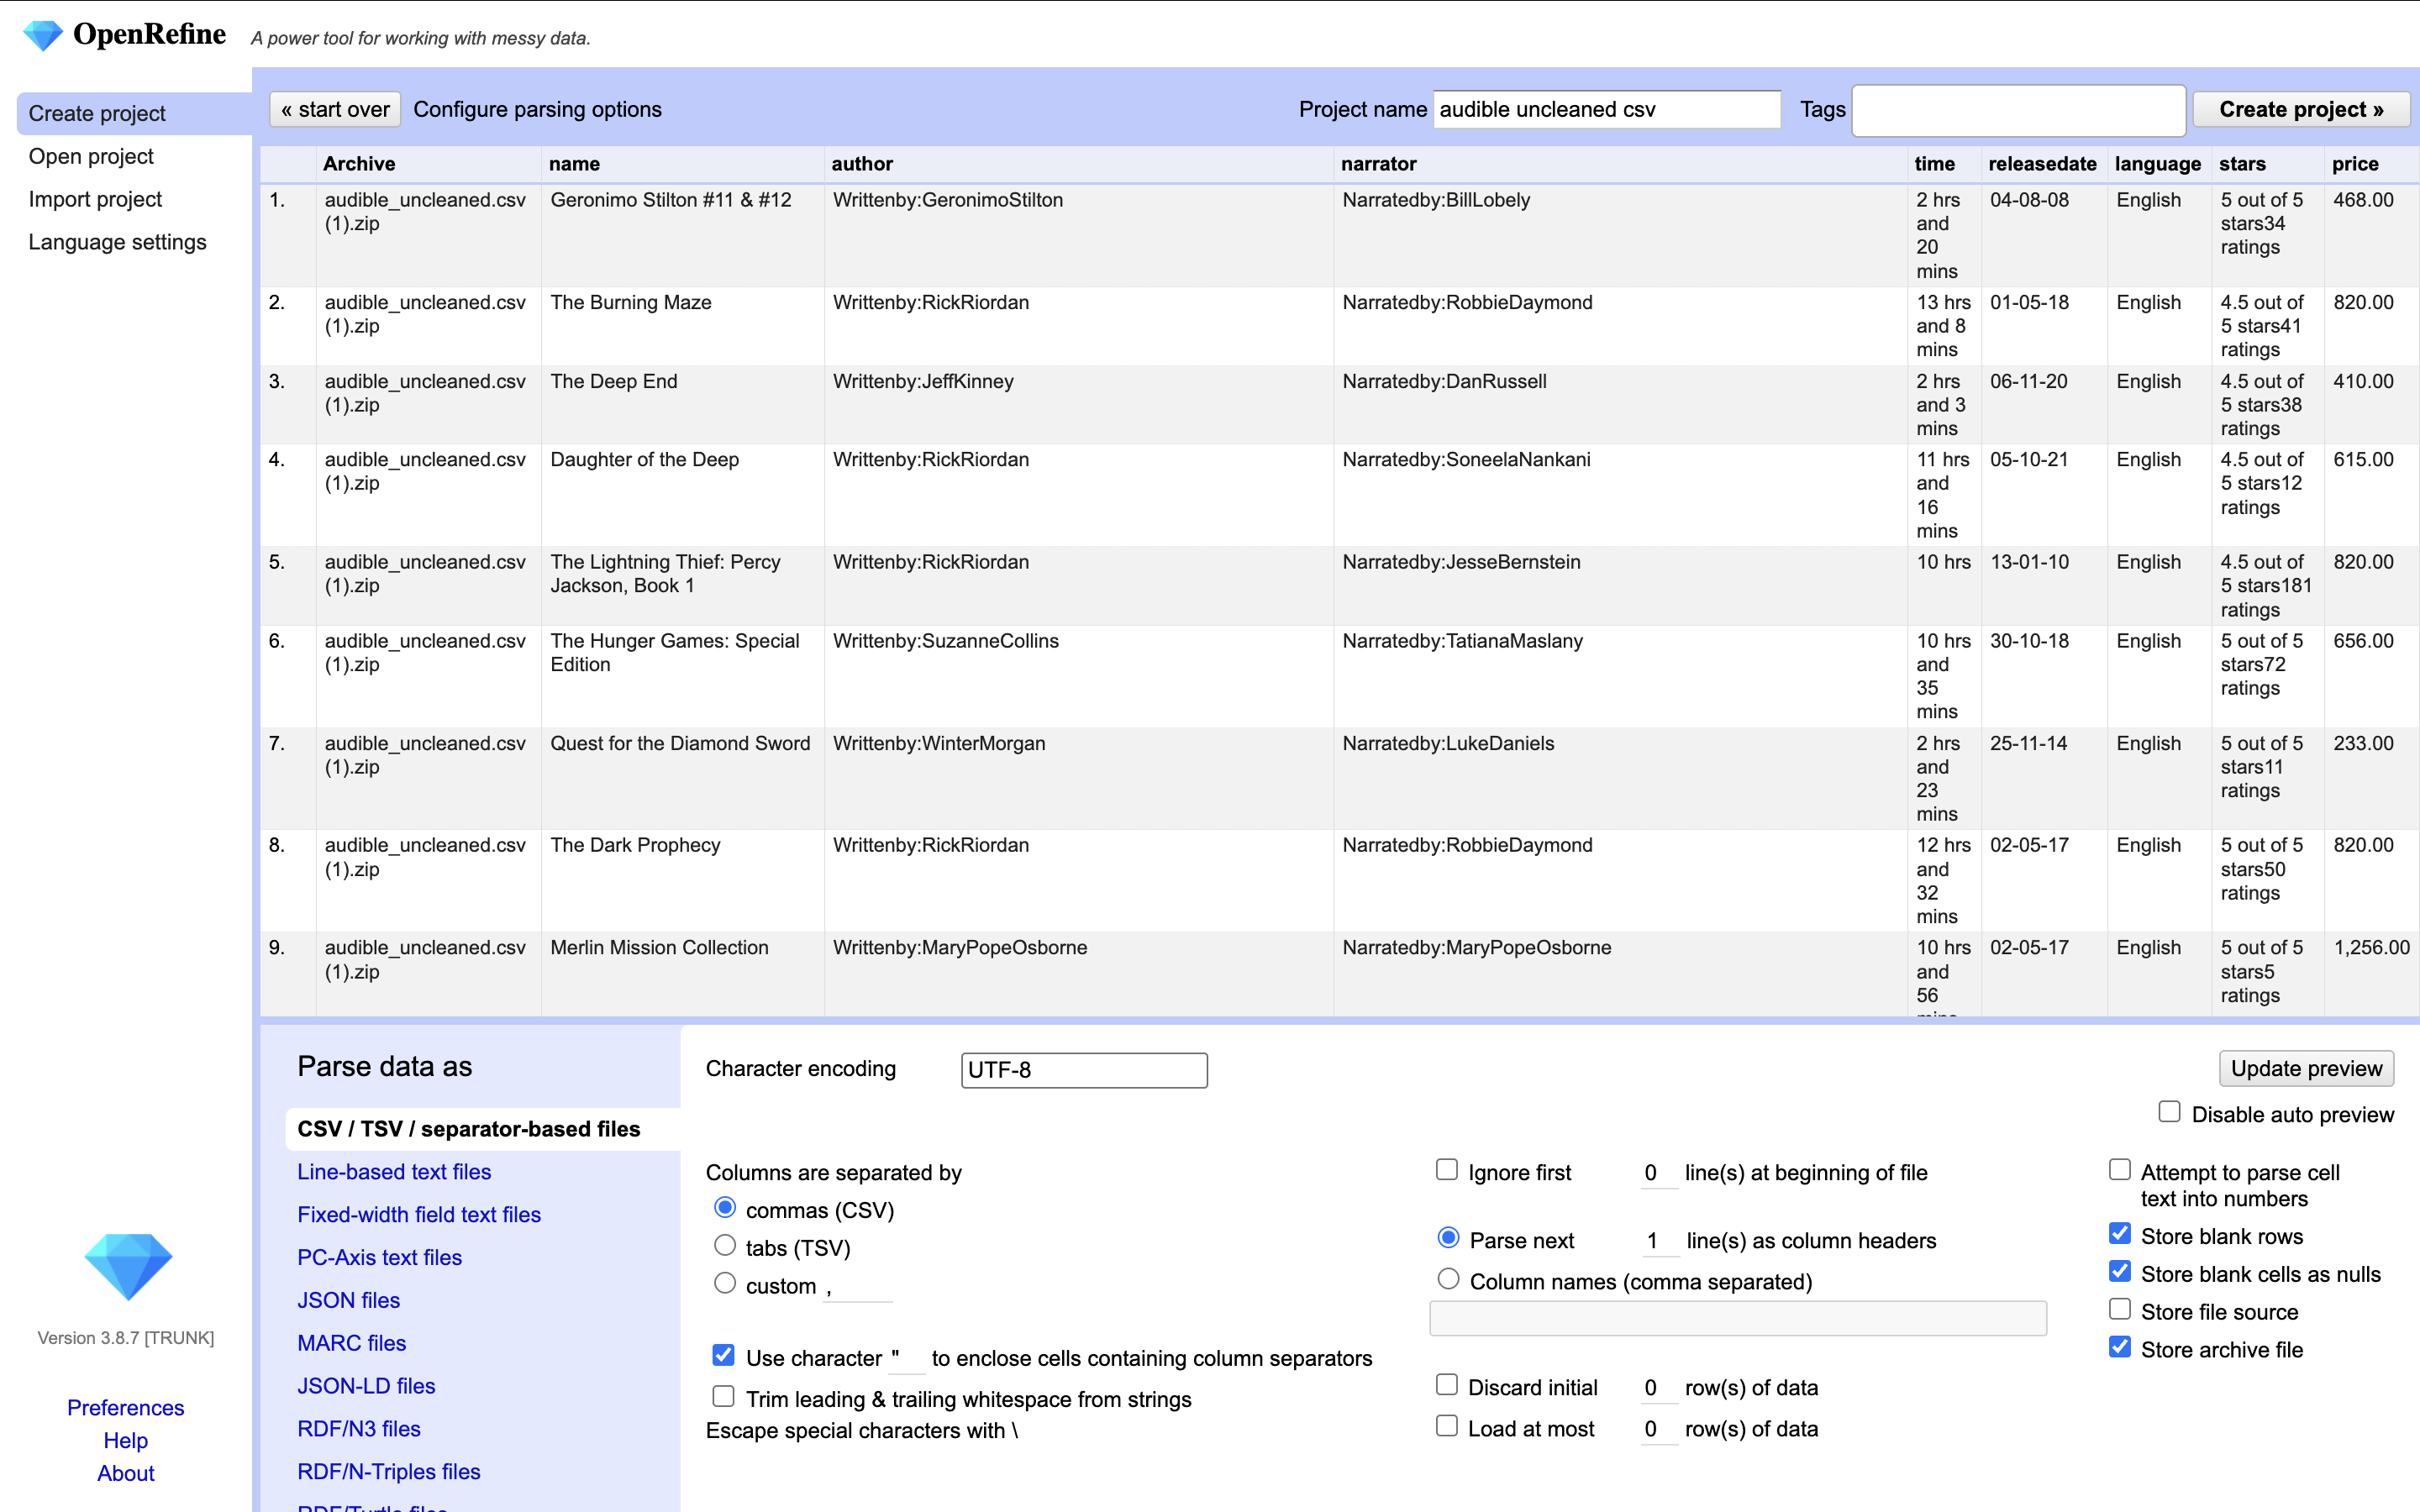 OpenRefine A power tool for working with messy data.
Create project
Open project
Import project
Language settings
« start over Configure parsing options Project name audible uncleaned csv Tags Create project »
Archive name author narrator time releasedate language stars price
1. audible_uncleaned.csv Geronimo Stilton #11 & #12 Writtenby:GeronimoStilton Narratedby:BillLobely 2 hrs 04-08-08 English 5 out of 5 468.00
(1).zip and stars34
20 ratings
mins
2. audible_uncleaned.csv The Burning Maze Writtenby:RickRiordan Narratedby:RobbieDaymond 13 hrs 01-05-18 English 4.5 out of 820.00
(1).zip and 8 5 stars41
mins ratings
3. audible_uncleaned.csv The Deep End Writtenby:JeffKinney Narratedby:DanRussell 2 hrs 06-11-20 English 4.5 out of 410.00
(1).zip and 3 5 stars38
mins ratings
4. audible_uncleaned.csv Daughter of the Deep Writtenby:RickRiordan Narratedby:SoneelaNankani 11 hrs 05-10-21 English 4.5 out of 615.00
(1).zip and 5 stars12
16 ratings
mins
5. audible_uncleaned.csv The Lightning Thief: Percy Writtenby:RickRiordan Narratedby:JesseBernstein 10 hrs 13-01-10 English 4.5 out of 820.00
(1).zip Jackson, Book 1 5 stars181
ratings
6. audible_uncleaned.csv The Hunger Games: Special Writtenby:SuzanneCollins Narratedby:TatianaMaslany 10 hrs 30-10-18 English 5 out of 5 656.00
(1).zip Edition and stars72
35 ratings
mins
7. audible_uncleaned.csv Quest for the Diamond Sword Writtenby:WinterMorgan Narratedby:LukeDaniels 2 hrs 25-11-14 English 5 out of 5 233.00
(1).zip and stars11
23 ratings
mins
8. audible_uncleaned.csv The Dark Prophecy Writtenby:RickRiordan Narratedby:RobbieDaymond 12 hrs 02-05-17 English 5 out of 5 820.00
(1).zip and stars50
32 ratings
mins
9. audible_uncleaned.csv Merlin Mission Collection Writtenby:MaryPopeOsborne Narratedby:MaryPopeOsborne 10 hrs 02-05-17 English 5 out of 5 1,256.00
(1).zip and stars5
56 ratings
Parse data as
CSV / TSV / separator-based files
Line-based text files
Fixed-width field text files
PC-Axis text files
JSON files
MARC files
JSON-LD files
RDF/N3 files
RDF/N-Triples files
RDF/Turtle files
Character encoding UTF-8
Update preview
Disable auto preview
Columns are separated by
commas (CSV)
tabs (TSV)
custom ,
Use character " to enclose cells containing column separators
Trim leading & trailing whitespace from strings
Escape special characters with \
Ignore first 0 line(s) at beginning of file
Parse next 1 line(s) as column headers
Column names (comma separated)
Discard initial 0 row(s) of data
Load at most 0 row(s) of data
Attempt to parse cell
text into numbers
Store blank rows
Store blank cells as nulls
Store file source
Store archive file
Version 3.8.7 [TRUNK]
Preferences
Help
About